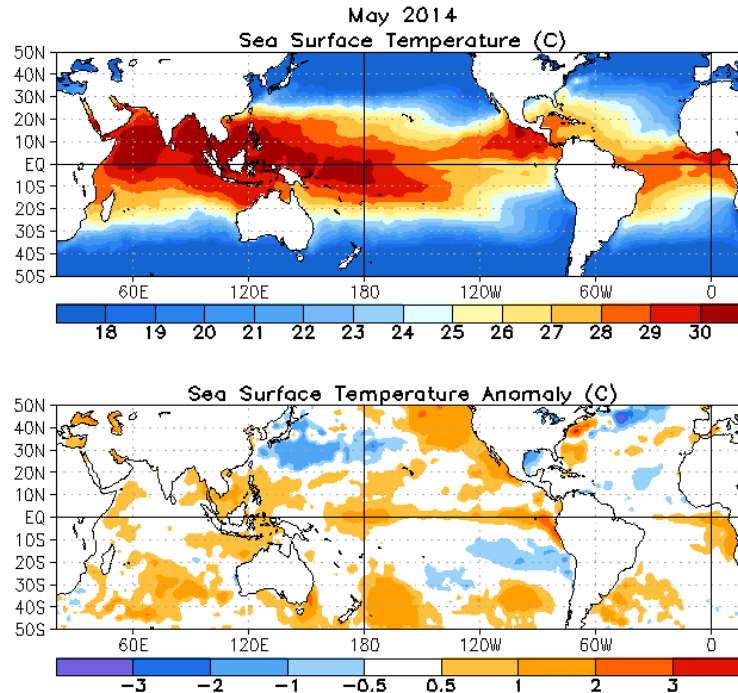 May 2014
Sea Surface Temperature (C)
50N
40N
30N
20N
10N
EQ
10S
20S
30S
40S
50S
60E 120E 180 120W 60W 0
18 19 20 21 22 23 24 25 26 27 28 29 30
Sea Surface Temperature Anomaly (C)
50N
40N
30N
20N
10N
EQ
10S
20S
30S
40S
50S
60E 120E 180 120W 60W 0
-3 -2 -1 -0.5 0.5 1 2 3